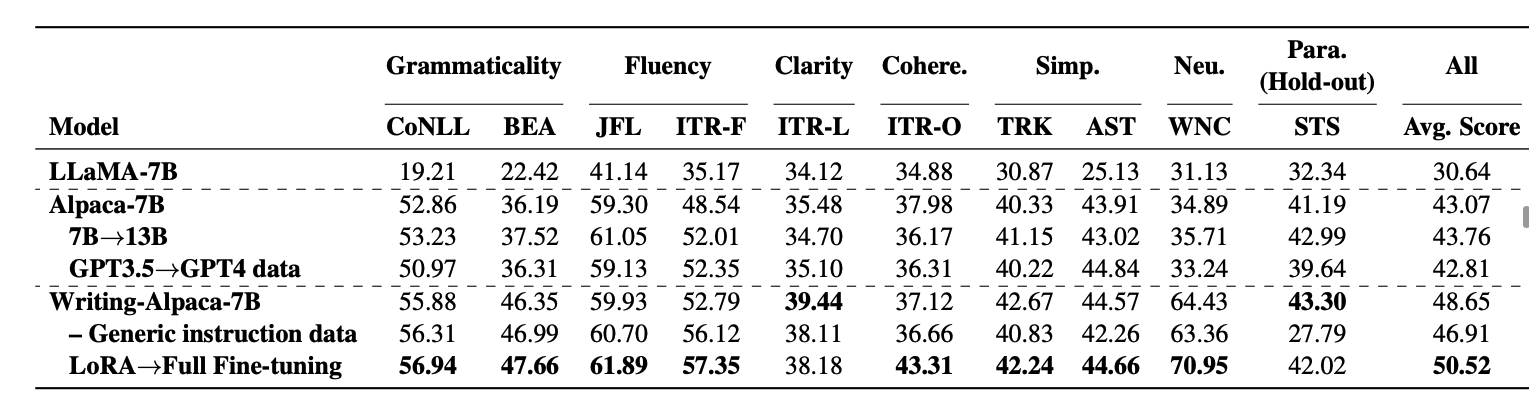 Grammaticality Fluency Clarity Cohere. Simp. Neu. Para. (Hold-out) All
Model CoNLL BEA JFL ITR-F ITR-L ITR-O TRK AST WNC STS Avg. Score
LLaMA-7B 19.21 22.42 41.14 35.17 34.12 34.88 30.87 25.13 31.13 32.34 30.64
Alpaca-7B 52.86 36.19 59.30 48.54 35.48 37.98 40.33 43.91 34.89 41.19 43.07
7B→13B 53.23 37.52 61.05 52.01 34.70 36.17 41.15 43.02 35.71 42.99 43.76
GPT3.5→GPT4 data 50.97 36.31 59.13 52.35 35.10 36.31 40.22 44.84 33.24 39.64 42.81
Writing-Alpaca-7B 55.88 46.35 59.93 52.79 39.44 37.12 42.67 44.57 64.43 43.30 48.65
– Generic instruction data 56.31 46.99 60.70 56.12 38.11 36.66 40.83 42.26 63.36 27.79 46.91
LoRA→Full Fine-tuning 56.94 47.66 61.89 57.35 38.18 43.31 42.24 44.66 70.95 42.02 50.52